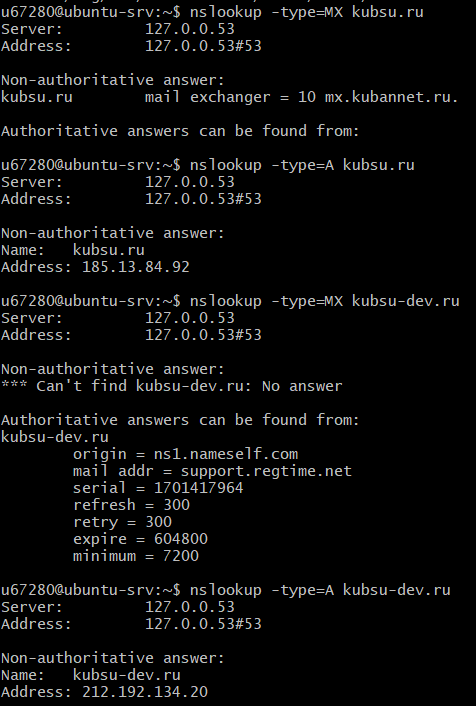 u67280@ubuntu-srv:~$ nslookup -type=MX kubsu.ru
Server:         127.0.0.53
Address:        127.0.0.53#53

Non-authoritative answer:
kubsu.ru        mail exchanger = 10 mx.kubannet.ru.

Authoritative answers can be found from:

u67280@ubuntu-srv:~$ nslookup -type=A kubsu.ru
Server:         127.0.0.53
Address:        127.0.0.53#53

Non-authoritative answer:
Name:   kubsu.ru
Address: 185.13.84.92

u67280@ubuntu-srv:~$ nslookup -type=MX kubsu-dev.ru
Server:         127.0.0.53
Address:        127.0.0.53#53

Non-authoritative answer:
*** Can't find kubsu-dev.ru: No answer

Authoritative answers can be found from:
kubsu-dev.ru
        origin = ns1.nameself.com
        mail addr = support.regtime.net
        serial = 1701417964
        refresh = 300
        retry = 300
        expire = 604800
        minimum = 7200

u67280@ubuntu-srv:~$ nslookup -type=A kubsu-dev.ru
Server:         127.0.0.53
Address:        127.0.0.53#53

Non-authoritative answer:
Name:   kubsu-dev.ru
Address: 212.192.134.20